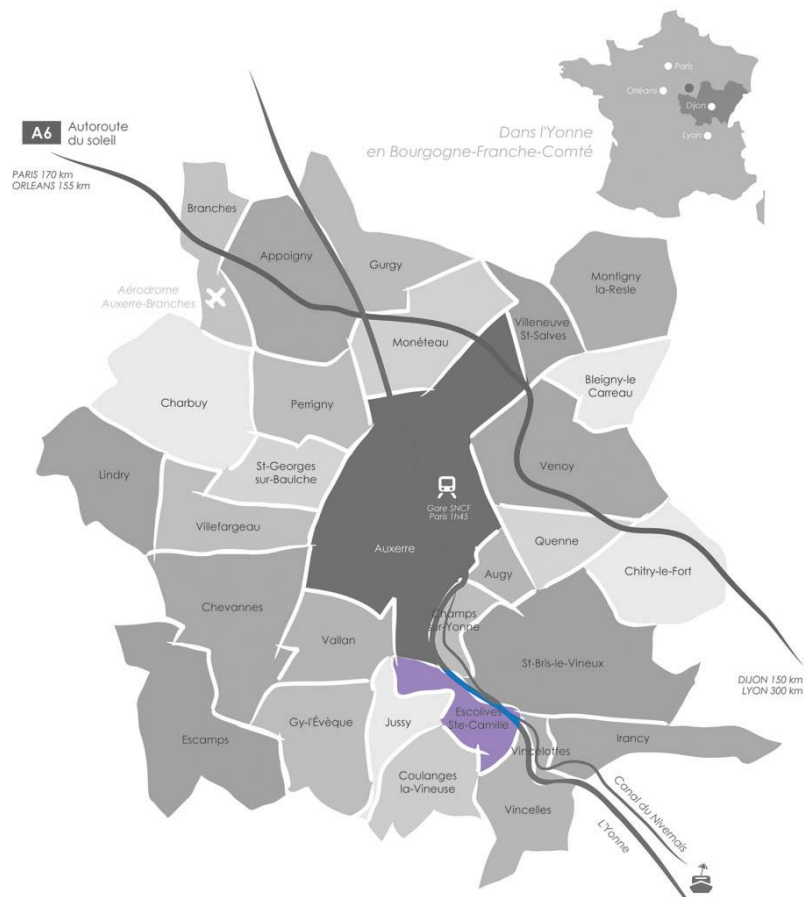 Paris
Orléans
Dijon
Lyon
Dans l'Yonne
en Bourgogne-Franche-Comté
A6
Autoroute
du soleil
PARIS 170 km
ORLEANS 155 km
Branches
Appoigny
Gurgy
Montigny
la-Resle
Aérodrome
Auxerre-Branches
Monéteau
Villeneuve
St-Salves
Bleigny-le
Carreau
Charbuy
Perrigny
Lindry
St-Georges
sur-Baulche
Venoy
Gare SNCF
Paris 1h45
Villefargeau
Auxerre
Quenne
Augy
Chitry-le-Fort
Chevannes
Champs
sur-Yonne
Vallan
St-Bris-le-Vineux
DIJON 150 km
LYON 300 km
Escolives
Ste-Camille
Gy-l'Évèque
Jussy
Escamps
Irancy
Vincelottes
Coulanges
la-Vineuse
Vincelles
Canal du Nivernais
L'Yonne